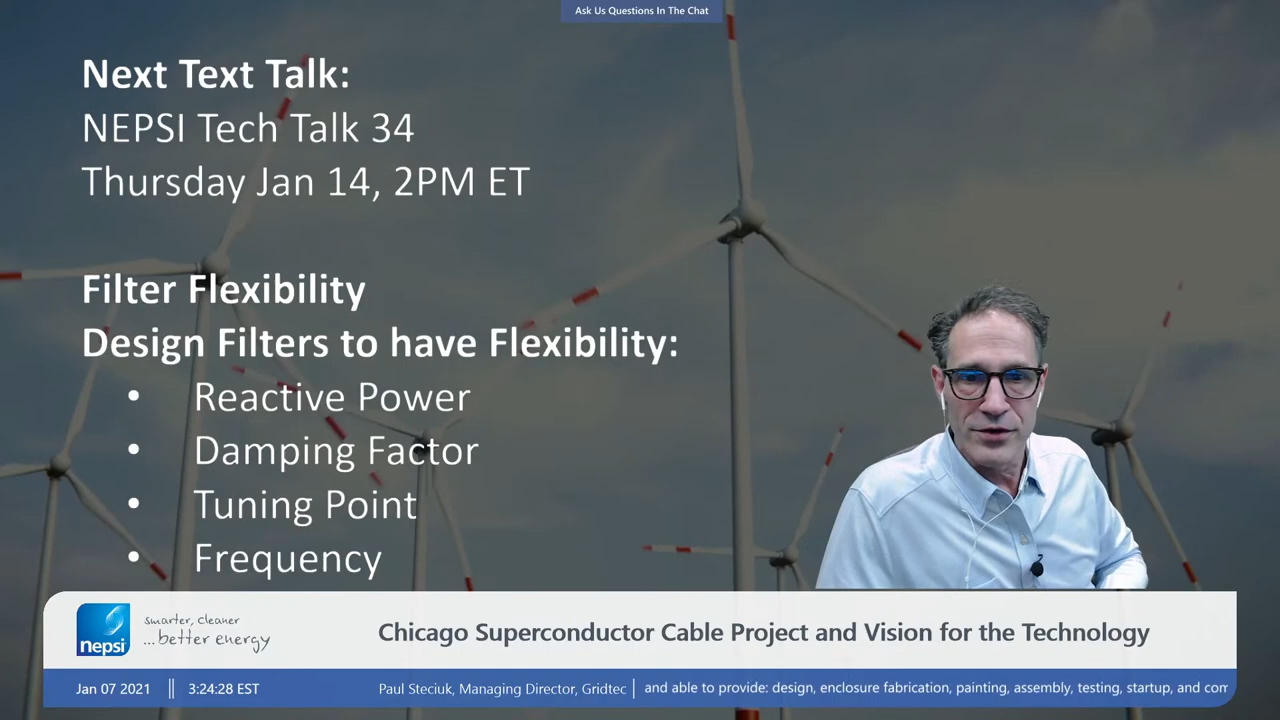 Ask Us Questions In The Chat
Next Text Talk:
NEPSI Tech Talk 34
Thursday Jan 14, 2PM ET
Filter Flexibility
Design Filters to have Flexibility:
• Reactive Power
• Damping Factor
• Tuning Point
• Frequency
nepsi
smarter, cleaner
...better energy
Chicago Superconductor Cable Project and Vision for the Technology
Jan 07 2021 || 3:24:28 EST
Paul Steciuk, Managing Director, Gridtec | and able to provide: design, enclosure fabrication, painting, assembly, testing, startup, and com